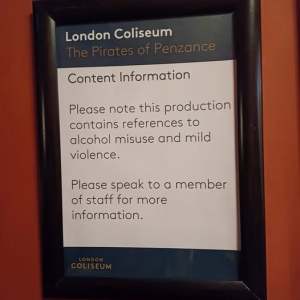 London Coliseum
The Pirates of Penzance
Content Information
Please note this production
contains references to
alcohol misuse and mild
violence.
Please speak to a member
of staff for more
information.
LONDON
COLISEUM